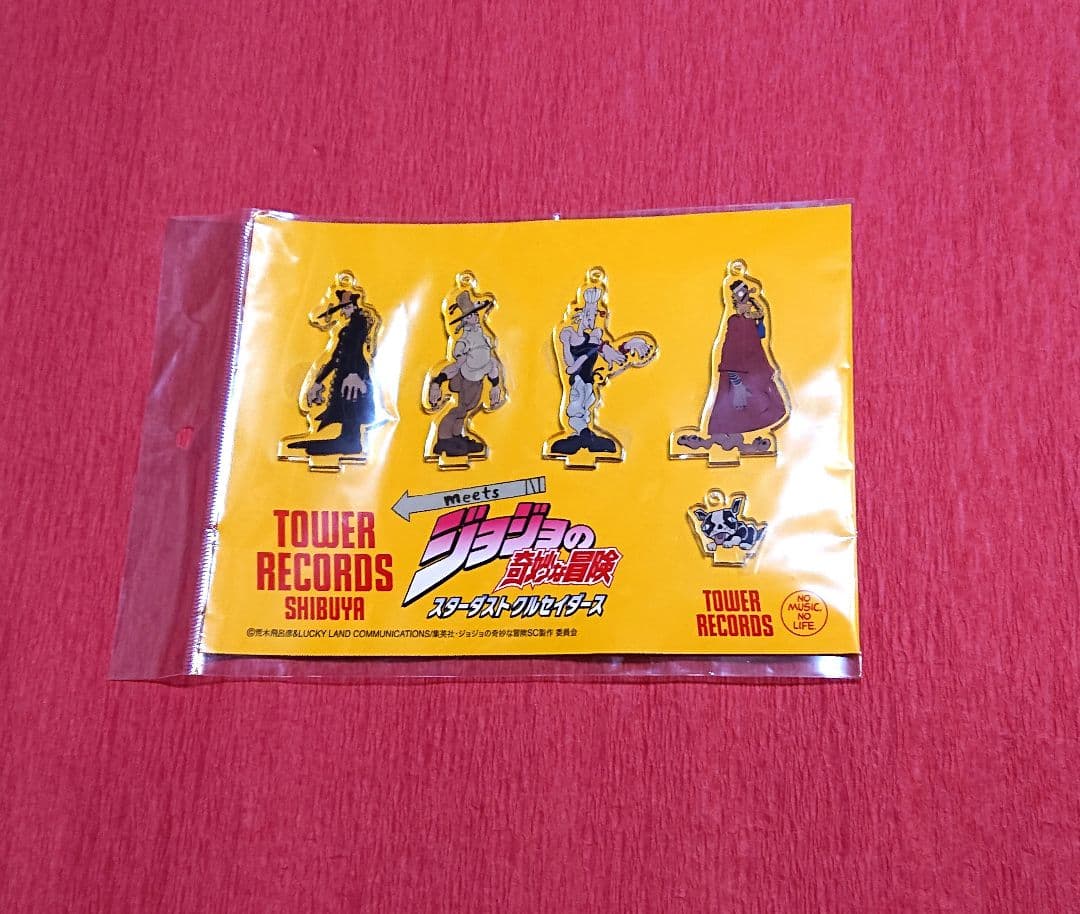 meets
ジョジョの
奇妙な冒険
スターダストクルセイダース
TOWER
RECORDS
SHIBUYA
TOWER
RECORDS
NO
MUSIC,
NO
LIFE.
©荒木飛呂彦&LUCKY LAND COMMUNICATIONS/集英社・ジョジョの奇妙な冒険SC製作 委員会